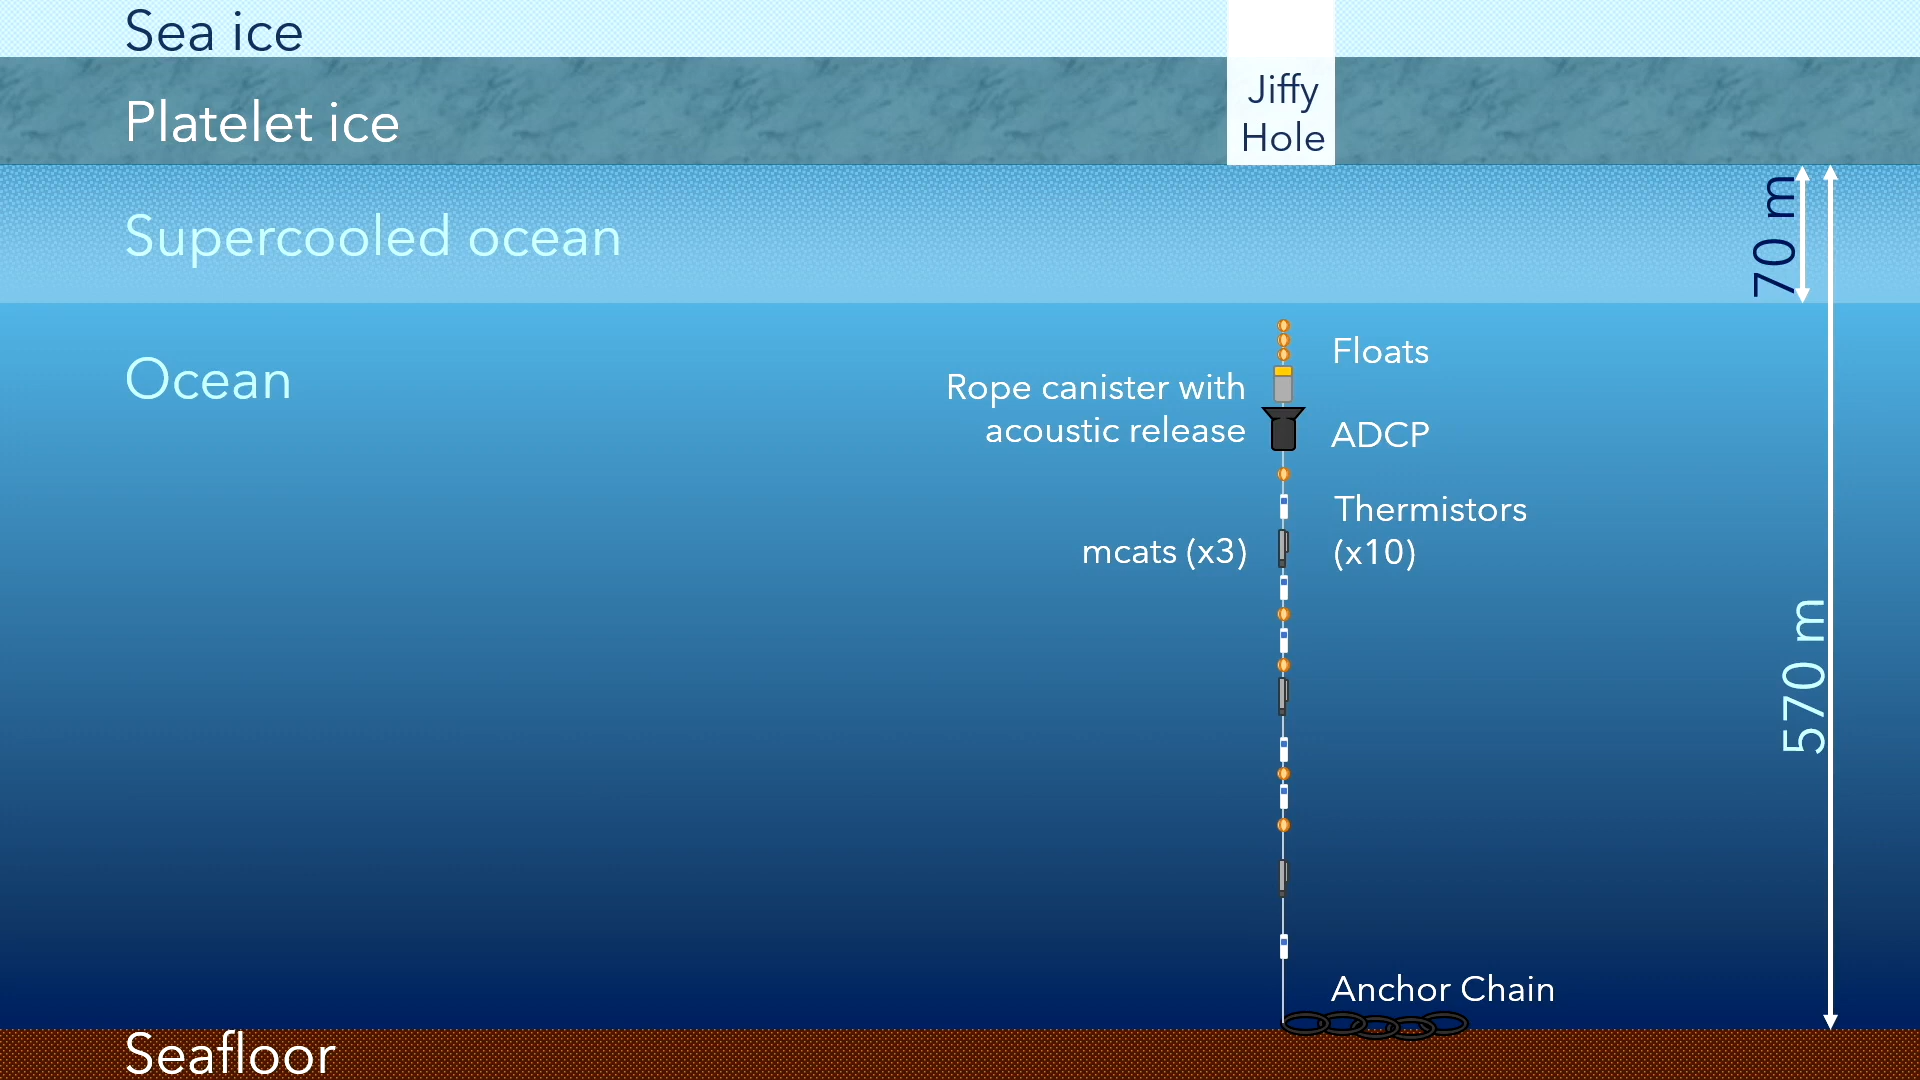 Sea ice
Platelet ice
Jiffy
Hole
Supercooled ocean
70 m
Ocean
Floats
Rope canister with
acoustic release
ADCP
Thermistors
(x10)
mcats (x3)
570 m
Anchor Chain
Seafloor